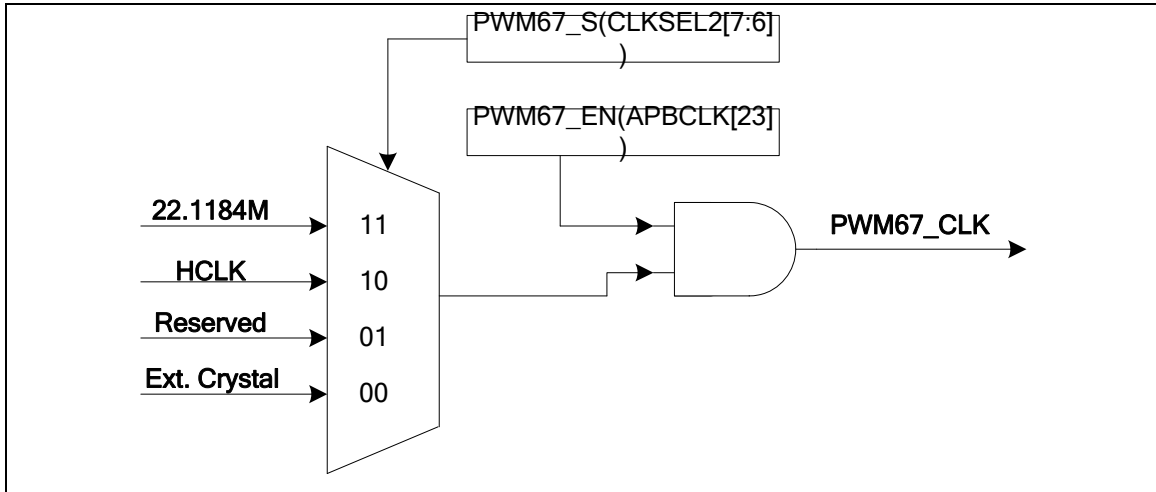 PWM67_S(CLKSEL2[7:6]
)
PWM67_EN(APBCLK[23]
)
22.1184M
11
PWM67_CLK
HCLK
10
Reserved
01
Ext. Crystal
00